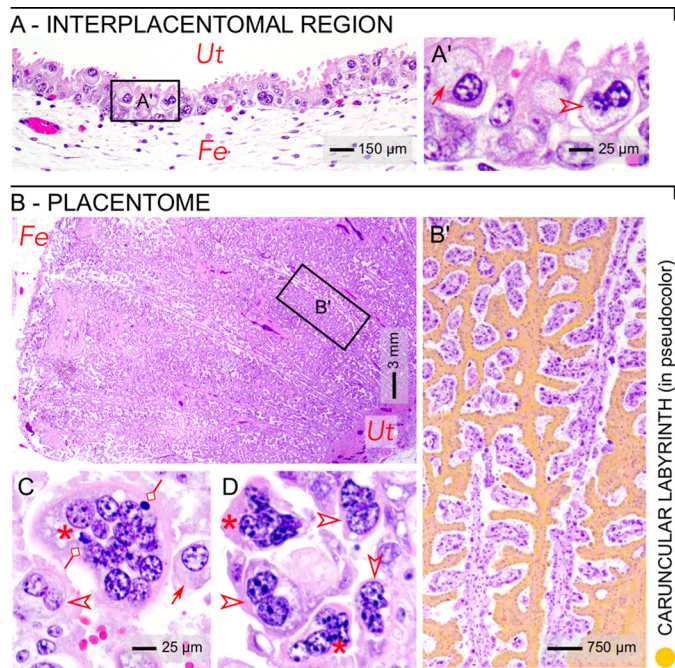 A - INTERPLACENTOMAL REGION
Ut
A'
Fe
150 µm
A'
25 µm
B - PLACENTOME
Fe
B'
3 mm
Ut
B'
C
*
25 µm
D
*
*
750 µm
CARUNCULAR LABYRINTH (in pseudocolor)